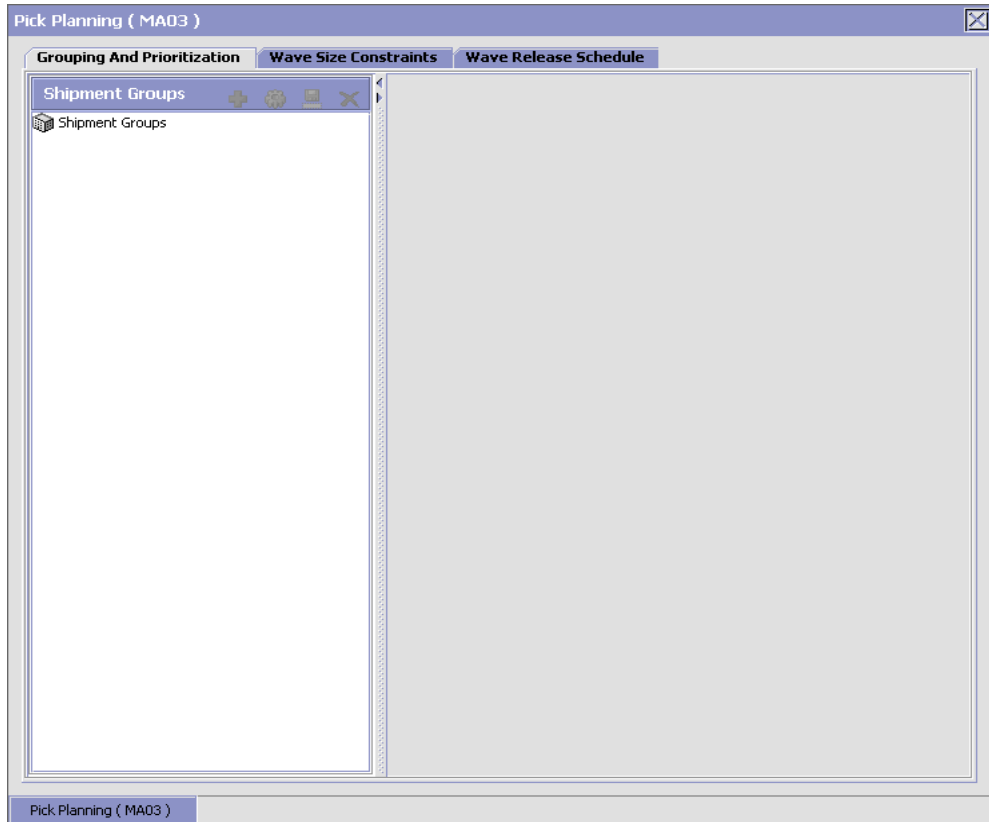 Pick Planning ( MA03 )
Grouping And Prioritization Wave Size Constraints Wave Release Schedule
Shipment Groups
Shipment Groups
Pick Planning ( MA03 )